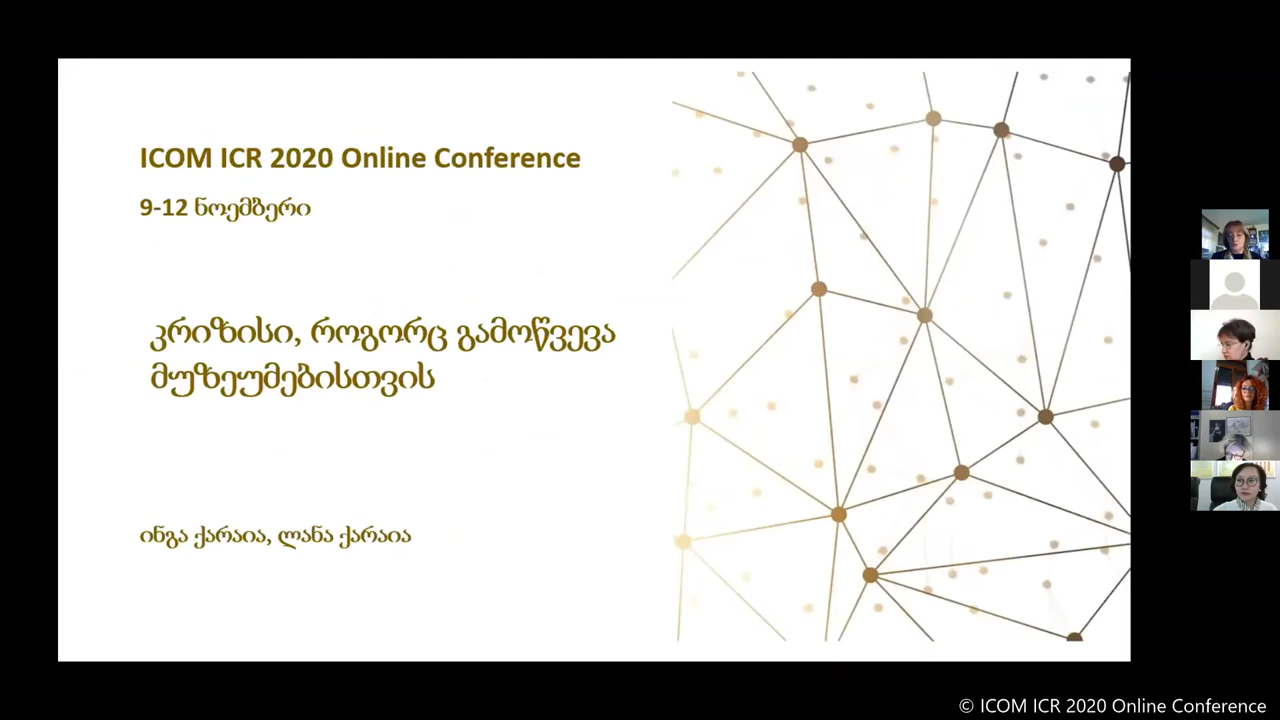 ICOM ICR 2020 Online Conference
9-12 ნოემბერი
კრიზისი, როგორც გამოწვევა
მუზეუმებისთვის
ინგა ქარაია, ლანა ქარაია
© ICOM ICR 2020 Online Conference